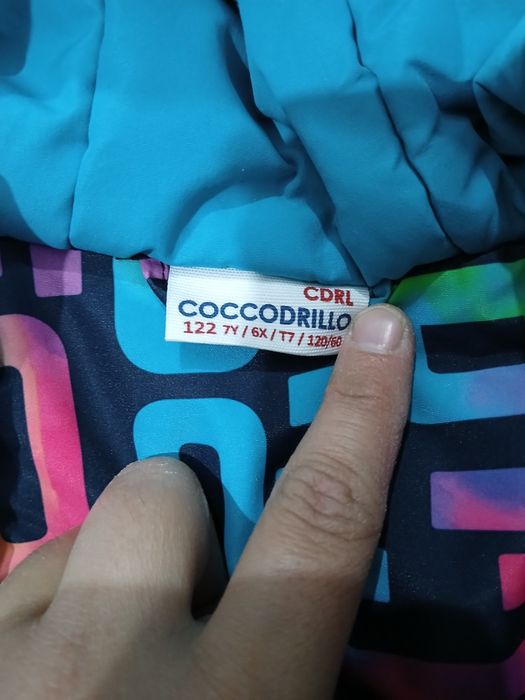 CDRL
COCCODRILLO
122 7Y / 6X / T7 / 120/60